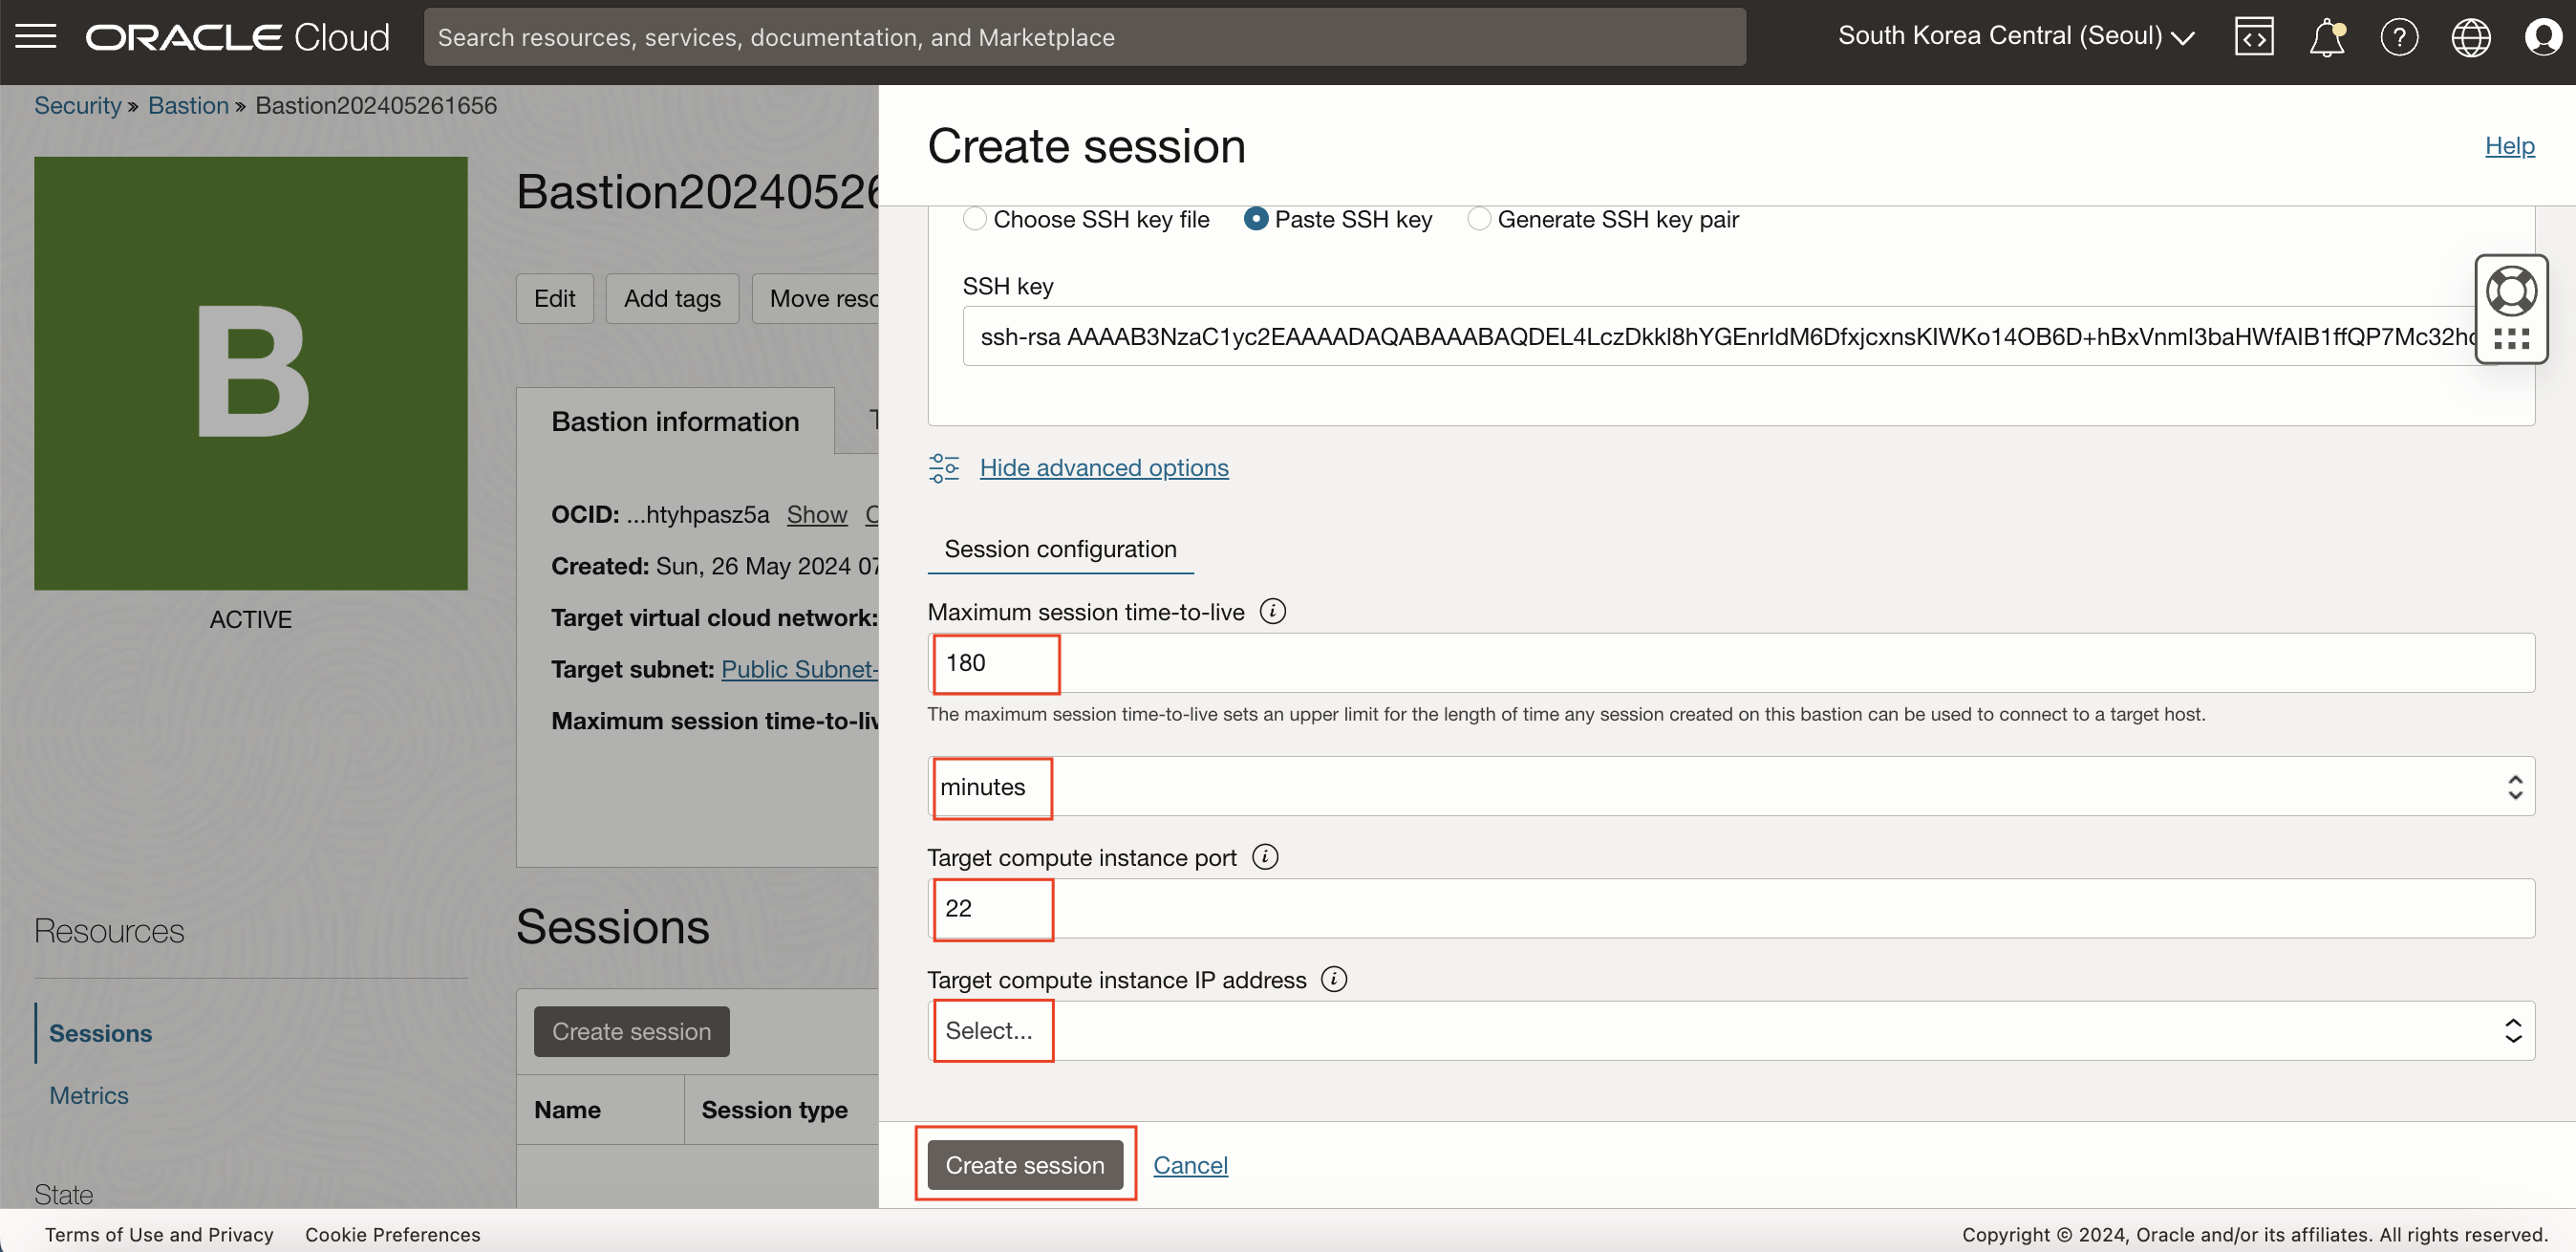 ORACLE Cloud
Search resources, services, documentation, and Marketplace
South Korea Central (Seoul)
Security » Bastion » Bastion202405261656
B
ACTIVE
Resources
Sessions
Metrics
State
Bastion20240526
Edit
Add tags
Move reso
Bastion information
OCID: ...htyhpasz5a Show
Created: Sun, 26 May 2024 07
Target virtual cloud network:
Target subnet: Public Subnet-
Maximum session time-to-liv
Sessions
Create session
Name
Session type
Create session
Help
Choose SSH key file
Paste SSH key
Generate SSH key pair
SSH key
ssh-rsa AAAAB3NzaC1yc2EAAAADAQABAAABAQDEL4LczDkkl8hYGEnrIdM6DfxjcxnsKIWKo14OB6D+hBxVnmI3baHWfAIB1ffQP7Mc32hc
Hide advanced options
Session configuration
Maximum session time-to-live
180
The maximum session time-to-live sets an upper limit for the length of time any session created on this bastion can be used to connect to a target host.
minutes
Target compute instance port
22
Target compute instance IP address
Select...
Create session
Cancel
Terms of Use and Privacy
Cookie Preferences
Copyright © 2024, Oracle and/or its affiliates. All rights reserved.